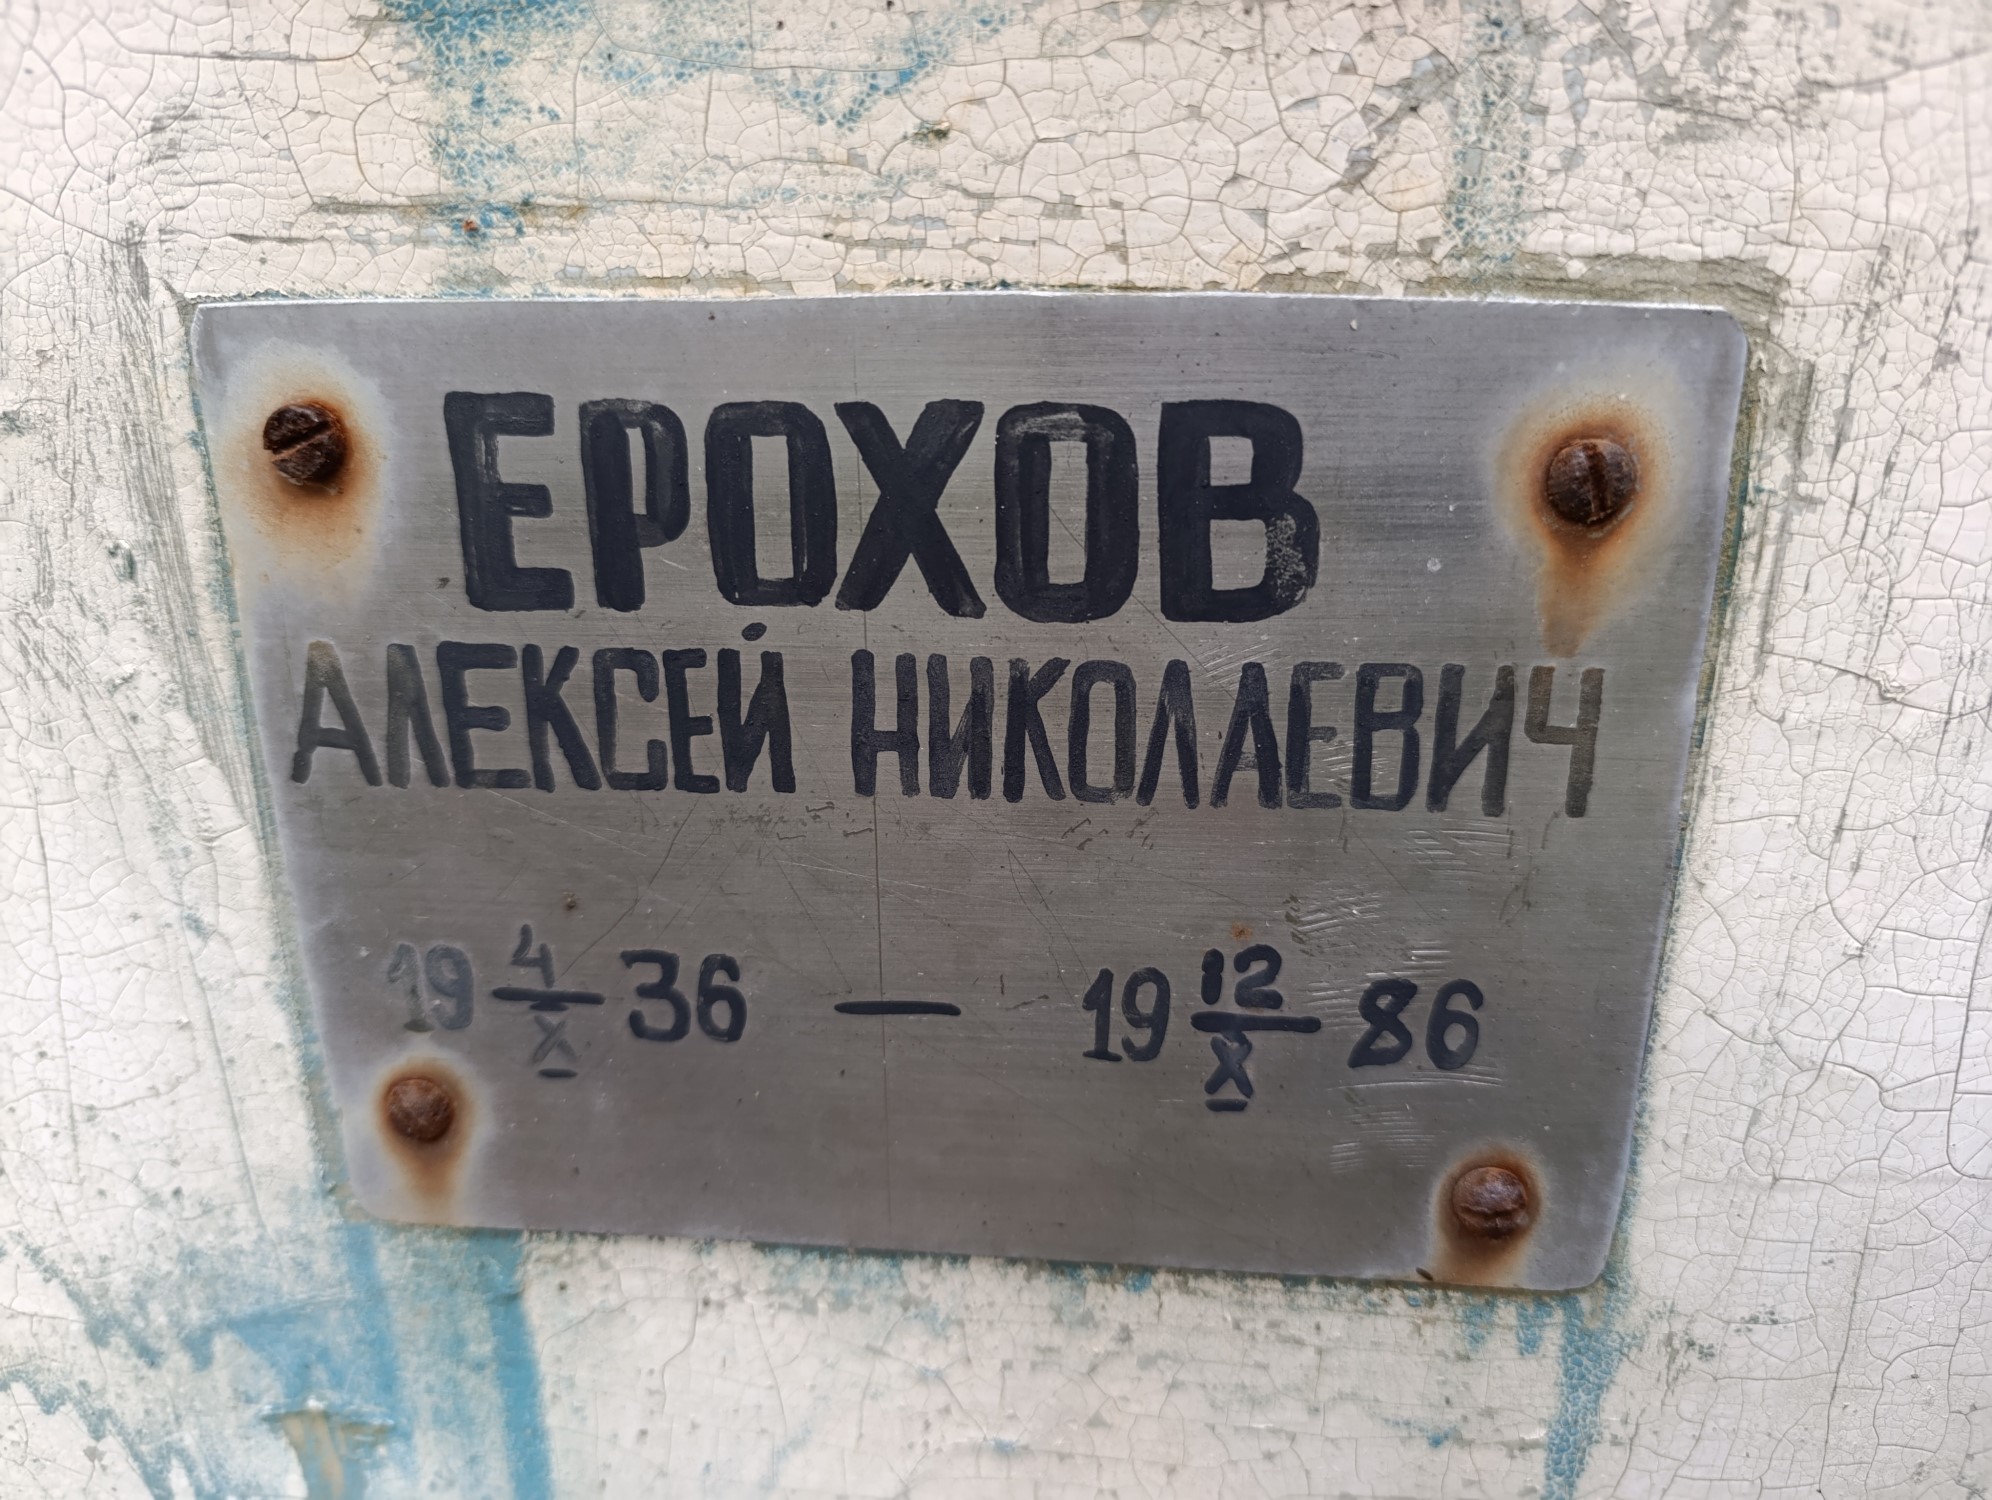 ЕРОХОВ
АЛЕКСЕЙ НИКОЛАЕВИЧ
19 4/X 36 — 19 12/X 86